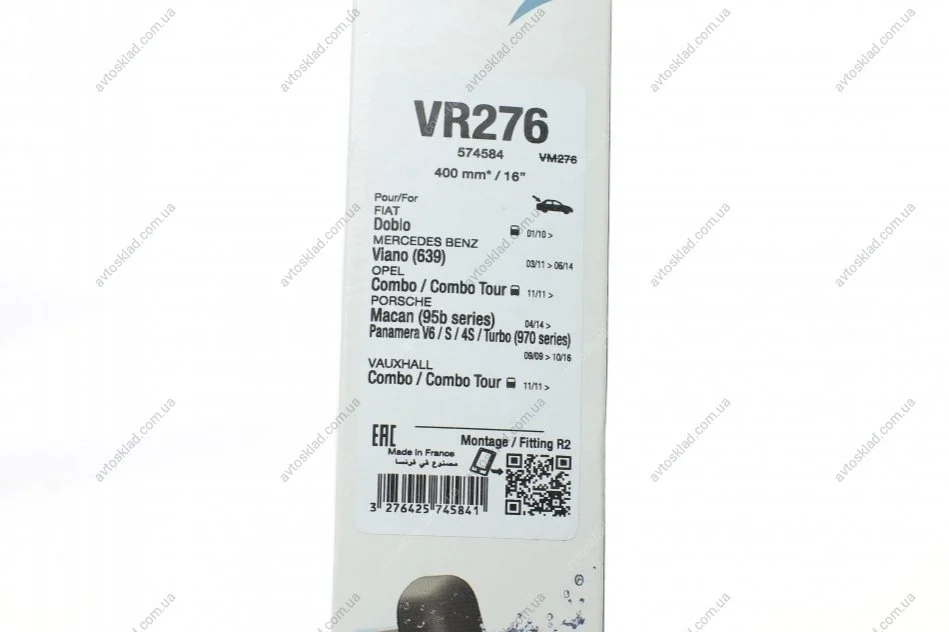 VR276
574584 VM276
400 mm* / 16”
Pour/For
FIAT
Doblo 01/10 >
MERCEDES BENZ
Viano (639) 03/11 > 06/14
OPEL
Combo / Combo Tour 11/11 >
PORSCHE
Macan (95b series) 04/14 >
Panamera V6 / S / 4S / Turbo (970 series)
09/09 > 10/16
VAUXHALL
Combo / Combo Tour 11/11 >
EAC Montage / Fitting R2
Made in France
مصنوع في فرنسا
3 276425 745841
avtosklad.com.ua